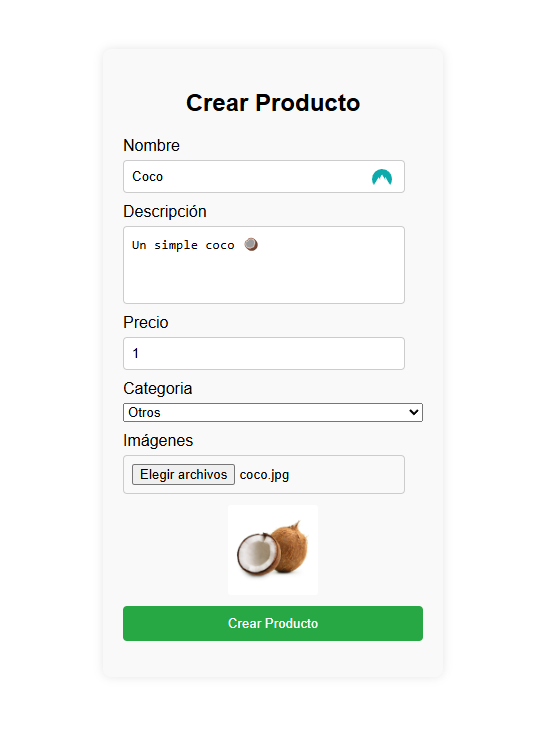 Crear Producto
Nombre
Coco
Descripción
Un simple coco 🥥
Precio
1
Categoria
Otros
Imágenes
Elegir archivos coco.jpg
Crear Producto